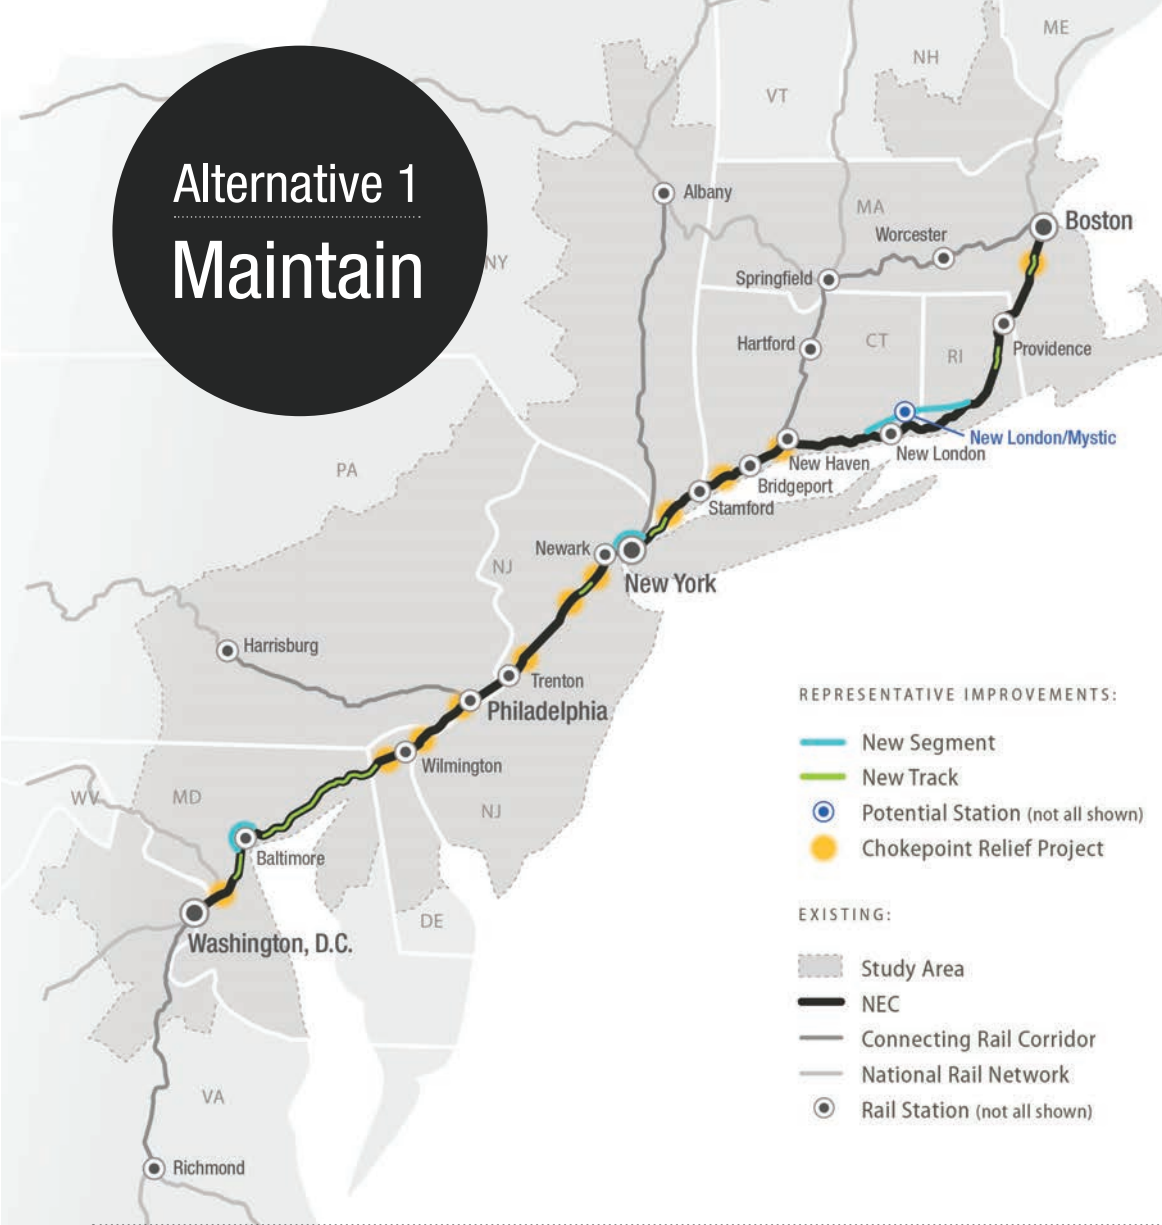 ME
NH
VT
Alternative 1
Maintain
Albany
MA
Boston
Worcester
NY
Springfield
Hartford
CT
RI
Providence
New London/Mystic
New London
New Haven
PA
Bridgeport
Stamford
Newark
NJ
New York
Harrisburg
Trenton
Philadelphia
Wilmington
WV
MD
NJ
Baltimore
DE
Washington, D.C.
VA
Richmond
REPRESENTATIVE IMPROVEMENTS:
New Segment
New Track
Potential Station (not all shown)
Chokepoint Relief Project
EXISTING:
Study Area
NEC
Connecting Rail Corridor
National Rail Network
Rail Station (not all shown)